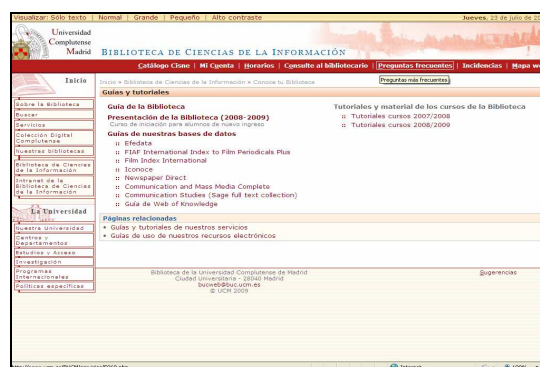 Visualizar: Sólo texto | Normal | Grande | Pequeño | Alto contraste
Jueves, 23 de julio de 20
Universidad
Complutense
Madrid
BIBLIOTECA DE CIENCIAS DE LA INFORMACIÓN
Catálogo Cisne | Mi Cuenta | Horarios | Consulte al bibliotecario | Preguntas frecuentes | Incidencias | Mapa we
Preguntas más frecuentes
Inicio
Inicio » Biblioteca de Ciencias de la Información » Conoce tu Biblioteca
Guías y tutoriales
Sobre la Biblioteca
Buscar
Servicios
Colección Digital
Complutense
Nuestras bibliotecas
Biblioteca de Ciencias
de la Información
Intranet de la
Biblioteca de Ciencias
de la Información
La Universidad
Nuestra Universidad
Centros y
Departamentos
Estudios y Acceso
Investigación
Programas
Internacionales
Políticas específicas
Guía de la Biblioteca
Presentación de la Biblioteca (2008-2009)
Curso de iniciación para alumnos de nuevo ingreso
Guías de nuestras bases de datos
Efedata
FIAF International Index to Film Periodicals Plus
Film Index International
Iconoce
Newspaper Direct
Communication and Mass Media Complete
Communication Studies (Sage full text collection)
Guía de Web of Knowledge
Tutoriales y material de los cursos de la Biblioteca
Tutoriales cursos 2007/2008
Tutoriales cursos 2008/2009
Páginas relacionadas
Guías y tutoriales de nuestros servicios
Guías de uso de nuestros recursos electrónicos
Biblioteca de la Universidad Complutense de Madrid
Ciudad Universitaria - 28040 Madrid
bucweb@buc.ucm.es
© UCM 2009
Sugerencias
Internet
100%